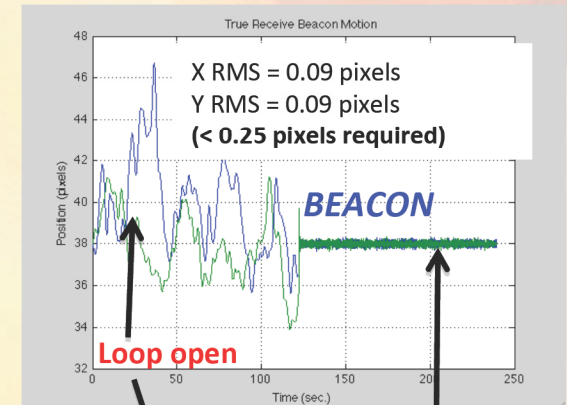 True Receive Beacon Motion
48
46
44
42
40
38
36
34
32
Position (pixels)
X RMS = 0.09 pixels
Y RMS = 0.09 pixels
(< 0.25 pixels required)
BEACON
Loop open
0 50 100 150 200 250
Time (sec.)